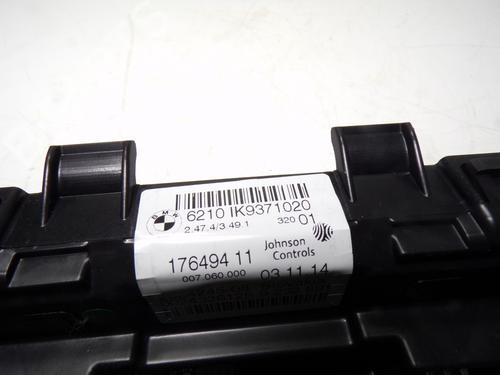 BMW
6210 IK9371020
2.47.4/3 49.1 320 01
Johnson
176494 11 Controls
007.060.000 03.11.14